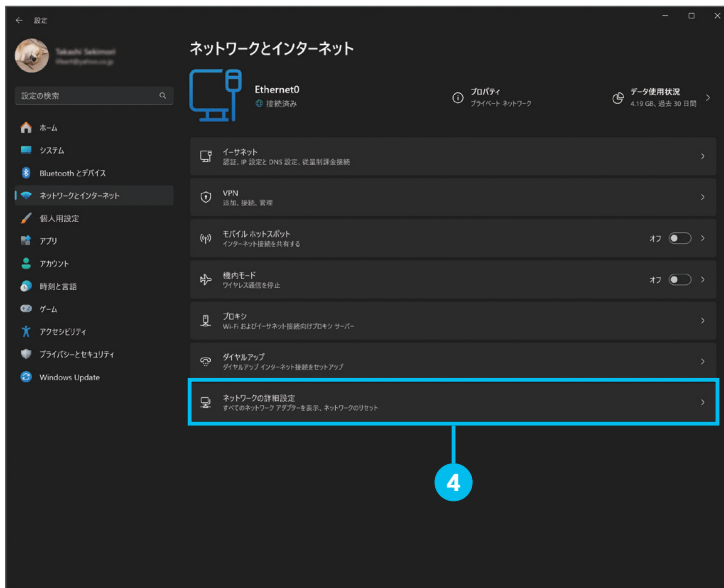 設定
ネットワークとインターネット
Takashi Sekimori
Ethernet0
接続済み
プロパティ
プライベート ネットワーク
データ使用状況
4.19 GB、過去 30 日間
設定の検索
ホーム
システム
Bluetooth とデバイス
ネットワークとインターネット
個人用設定
アプリ
アカウント
時刻と言語
ゲーム
アクセシビリティ
プライバシーとセキュリティ
Windows Update
イーサネット
認証、IP 設定と DNS 設定、従量制課金接続
VPN
追加、接続、管理
モバイル ホットスポット
インターネット接続を共有する
オフ
機内モード
ワイヤレス通信を停止
オフ
プロキシ
Wi-Fi およびイーサネット接続向けプロキシ サーバー
ダイヤルアップ
ダイヤルアップ インターネット接続をセットアップ
ネットワークの詳細設定
すべてのネットワーク アダプターを表示、ネットワークのリセット
4